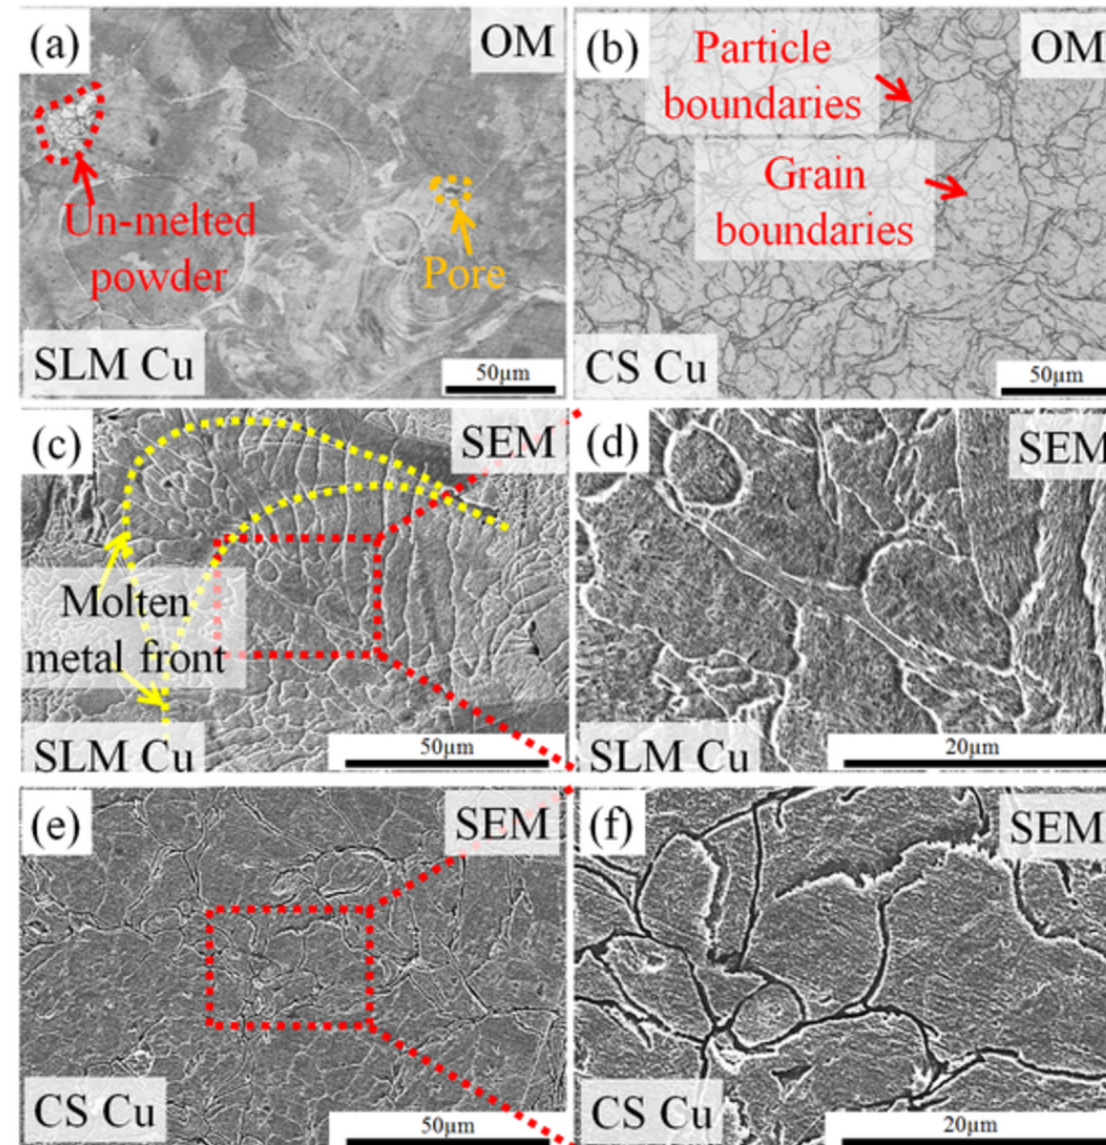 (a)
OM
Un-melted
powder
Pore
SLM Cu
50μm
(b)
OM
Particle
boundaries
Grain
boundaries
CS Cu
50μm
(c)
SEM
Molten
metal front
SLM Cu
50μm
(d)
SEM
SLM Cu
20μm
(e)
SEM
CS Cu
50μm
(f)
SEM
CS Cu
20μm